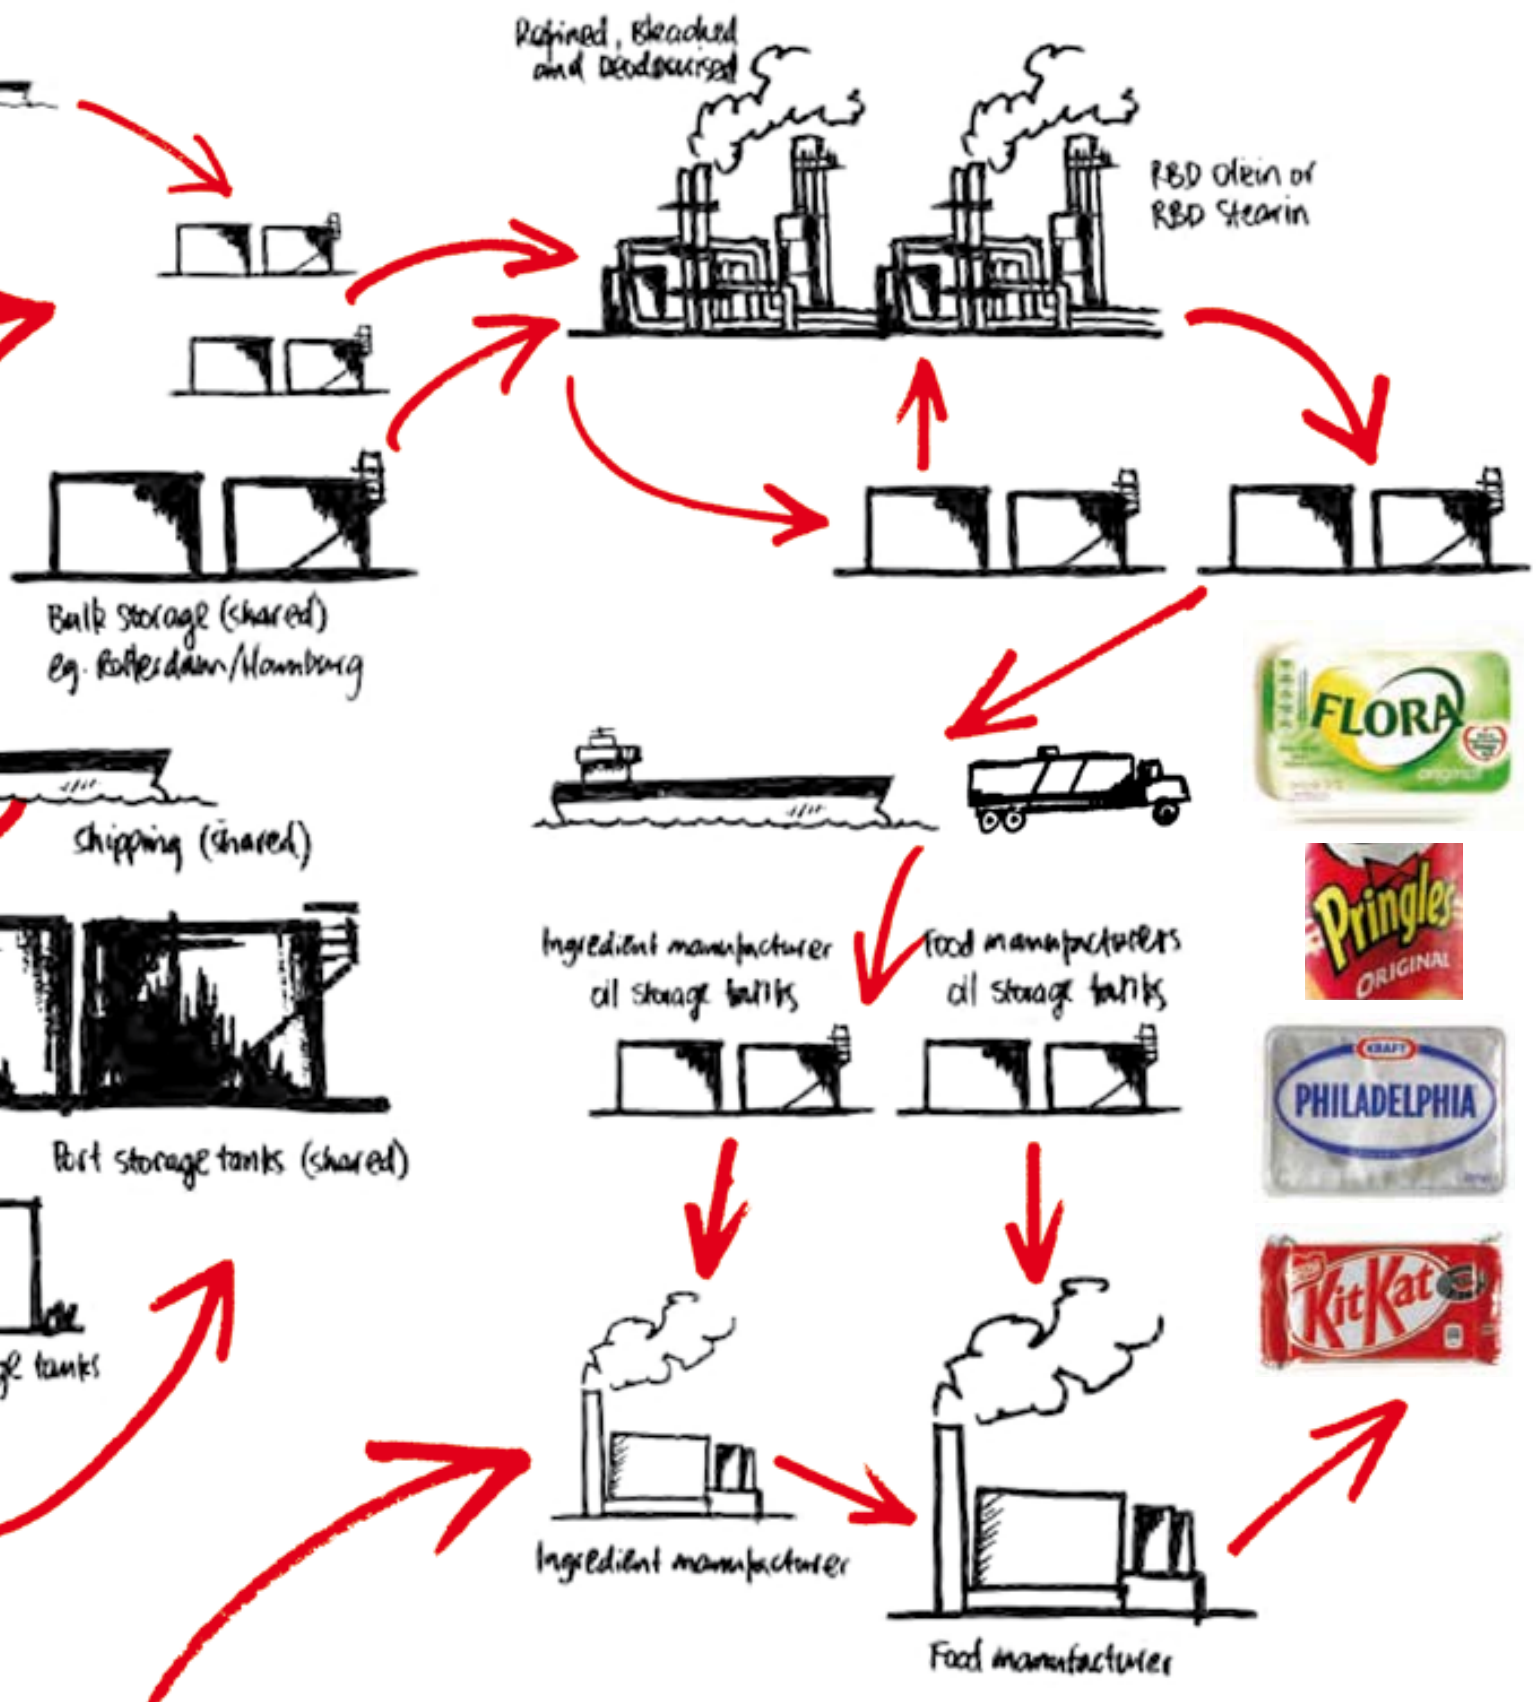 Refined, Bleached
and Deodourised
RBD Olein or
RBD Stearin
Bulk storage (shared)
eg. Rotterdam/Hamburg
FLORA
original
Shipping (shared)
Pringles
ORIGINAL
Ingredient manufacturer
oil storage tanks
Food manufacturers
oil storage tanks
KRAFT
PHILADELPHIA
Port storage tanks (shared)
KitKat
tanks
Ingredient manufacturer
Food manufacturer